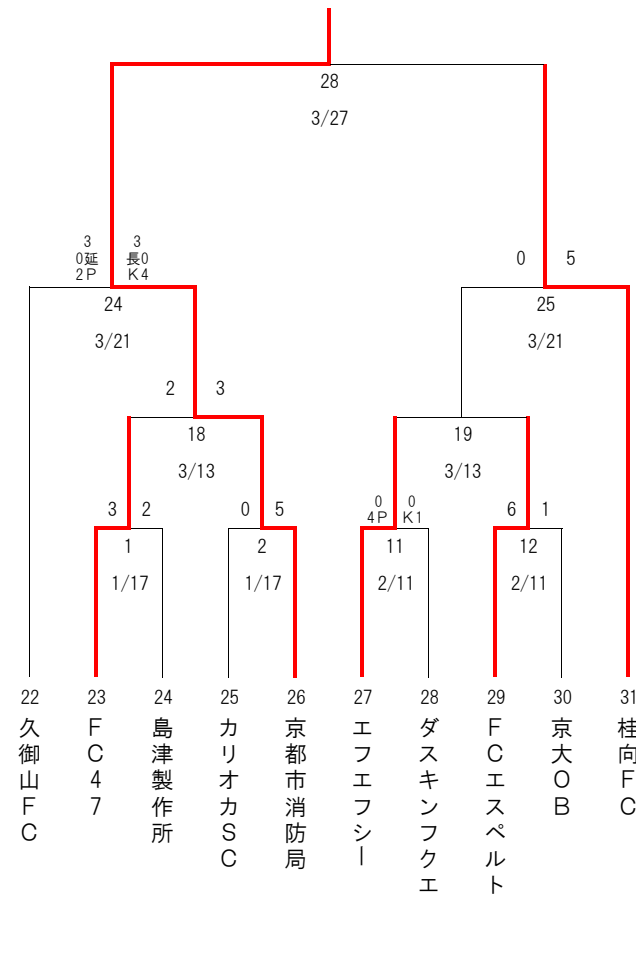 28
3/27
3 3
0延 長0
2P K4
0 5
24
25
3/21
3/21
2 3
18
19
3/13
3/13
3 2
0 5
0 0
4P K1
6 1
1
2
11
12
1/17
1/17
2/11
2/11
22
23
24
25
26
27
28
29
30
31
久御山FC
FC47
島津製作所
カリオカSC
京都市消防局
エフエフシー
ダスキンフクエ
FCエスペルト
京大OB
桂向FC